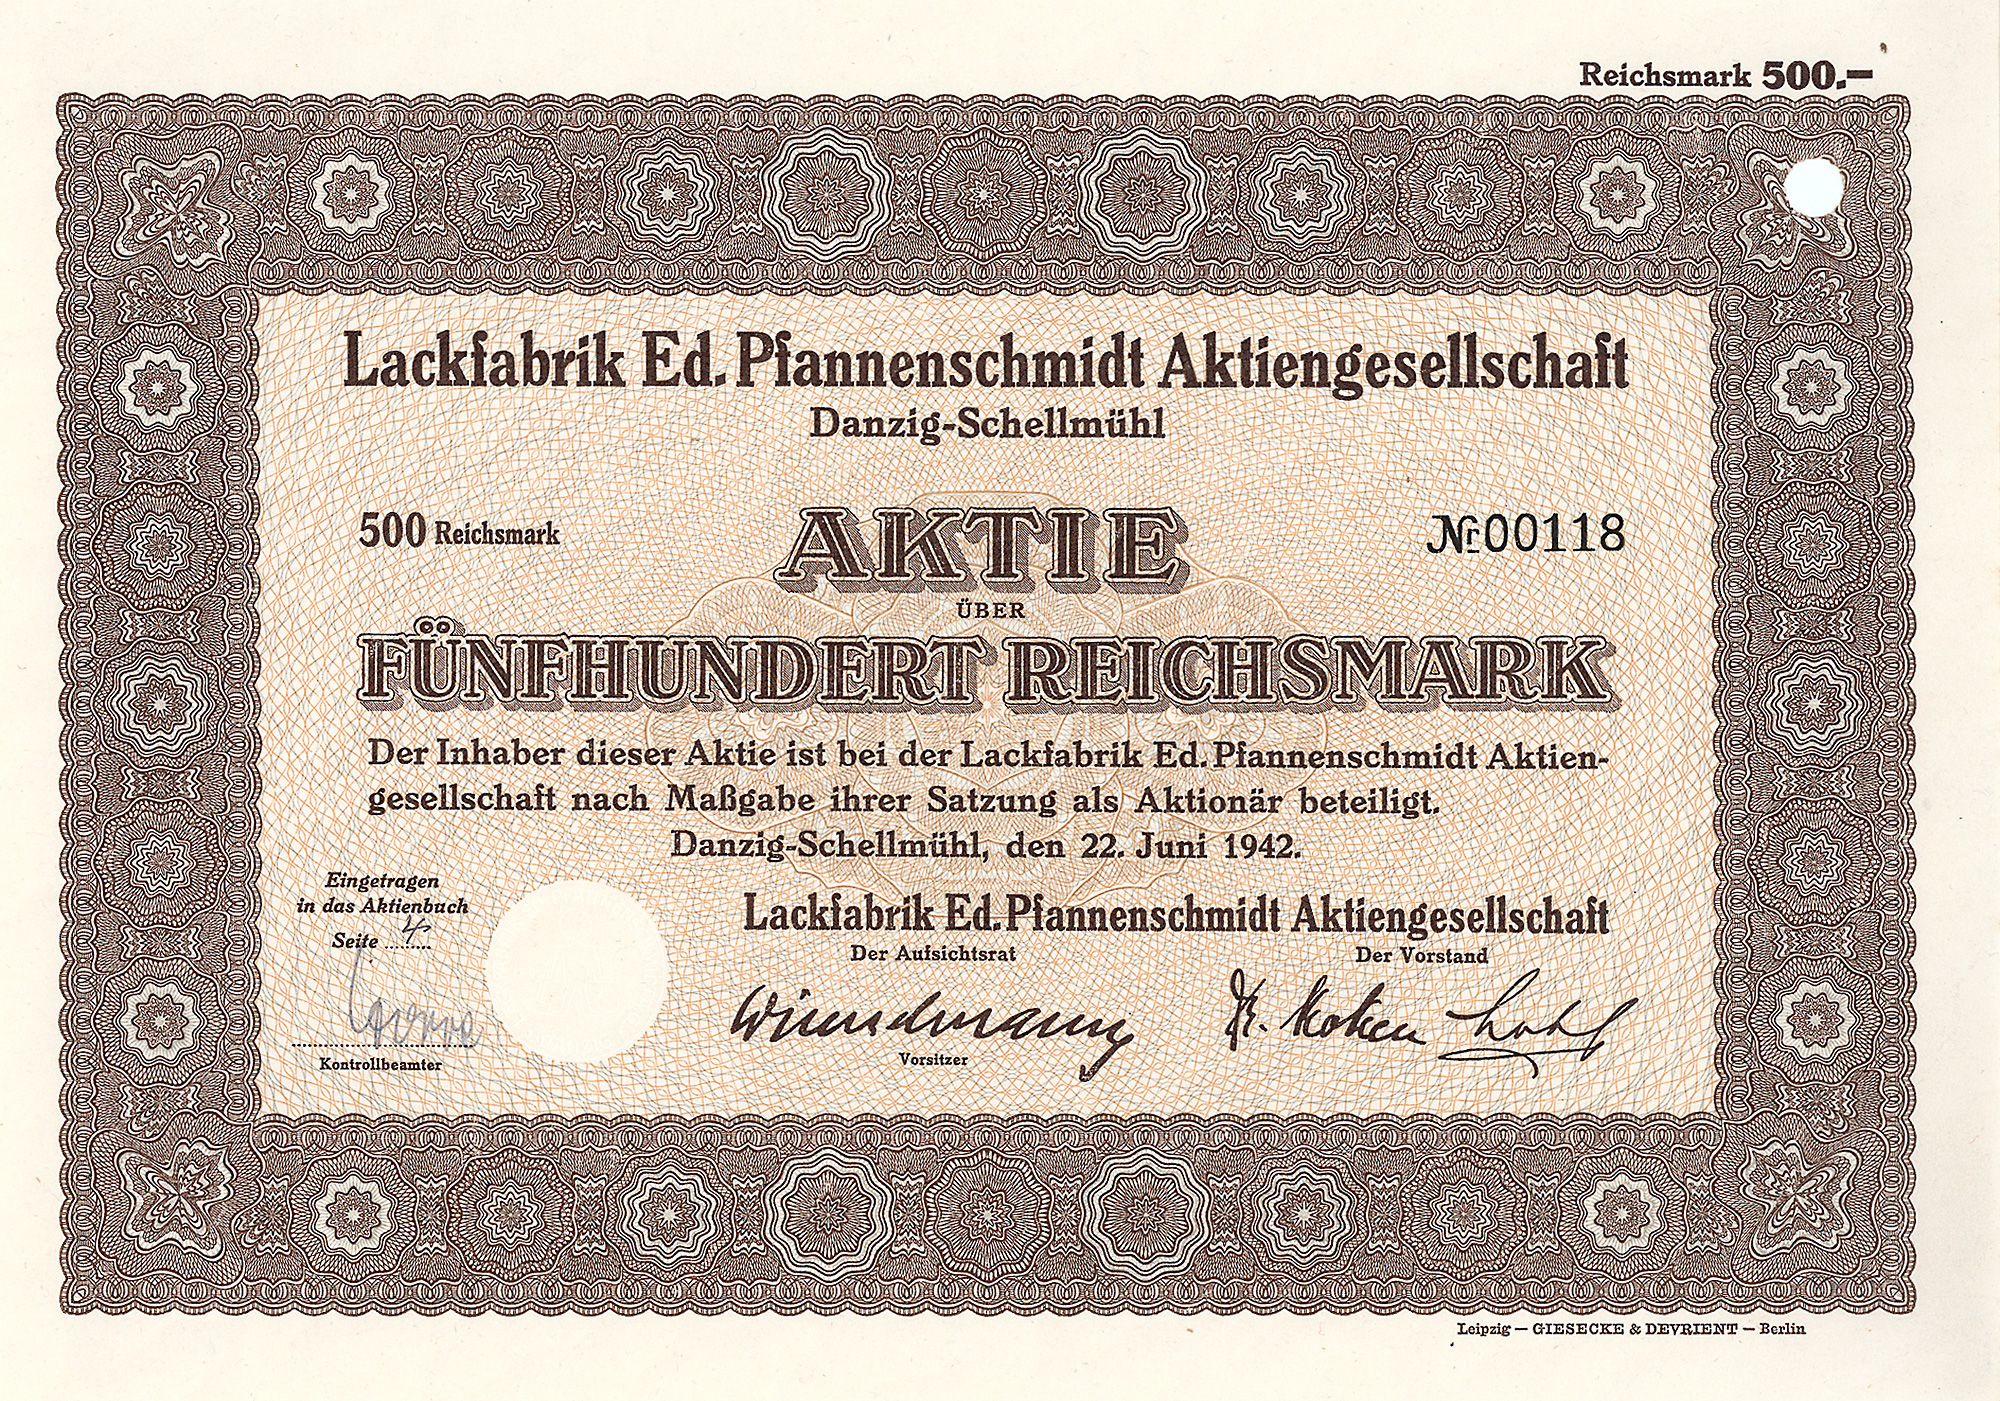 Reichsmark 500.–
Lackfabrik Ed. Pfannenschmidt Aktiengesellschaft
Danzig-Schellmühl
500 Reichsmark
AKTIE
Nr. 00118
ÜBER
FÜNFHUNDERT REICHSMARK
Der Inhaber dieser Aktie ist bei der Lackfabrik Ed. Pfannenschmidt Aktien-
gesellschaft nach Maßgabe ihrer Satzung als Aktionär beteiligt.
Danzig-Schellmühl, den 22. Juni 1942.
Eingetragen
in das Aktienbuch
Seite ...4...
Kontrollbeamter
Lackfabrik Ed. Pfannenschmidt Aktiengesellschaft
Der Aufsichtsrat
Der Vorstand
Vorsitzer
Leipzig — GIESECKE & DEVRIENT — Berlin